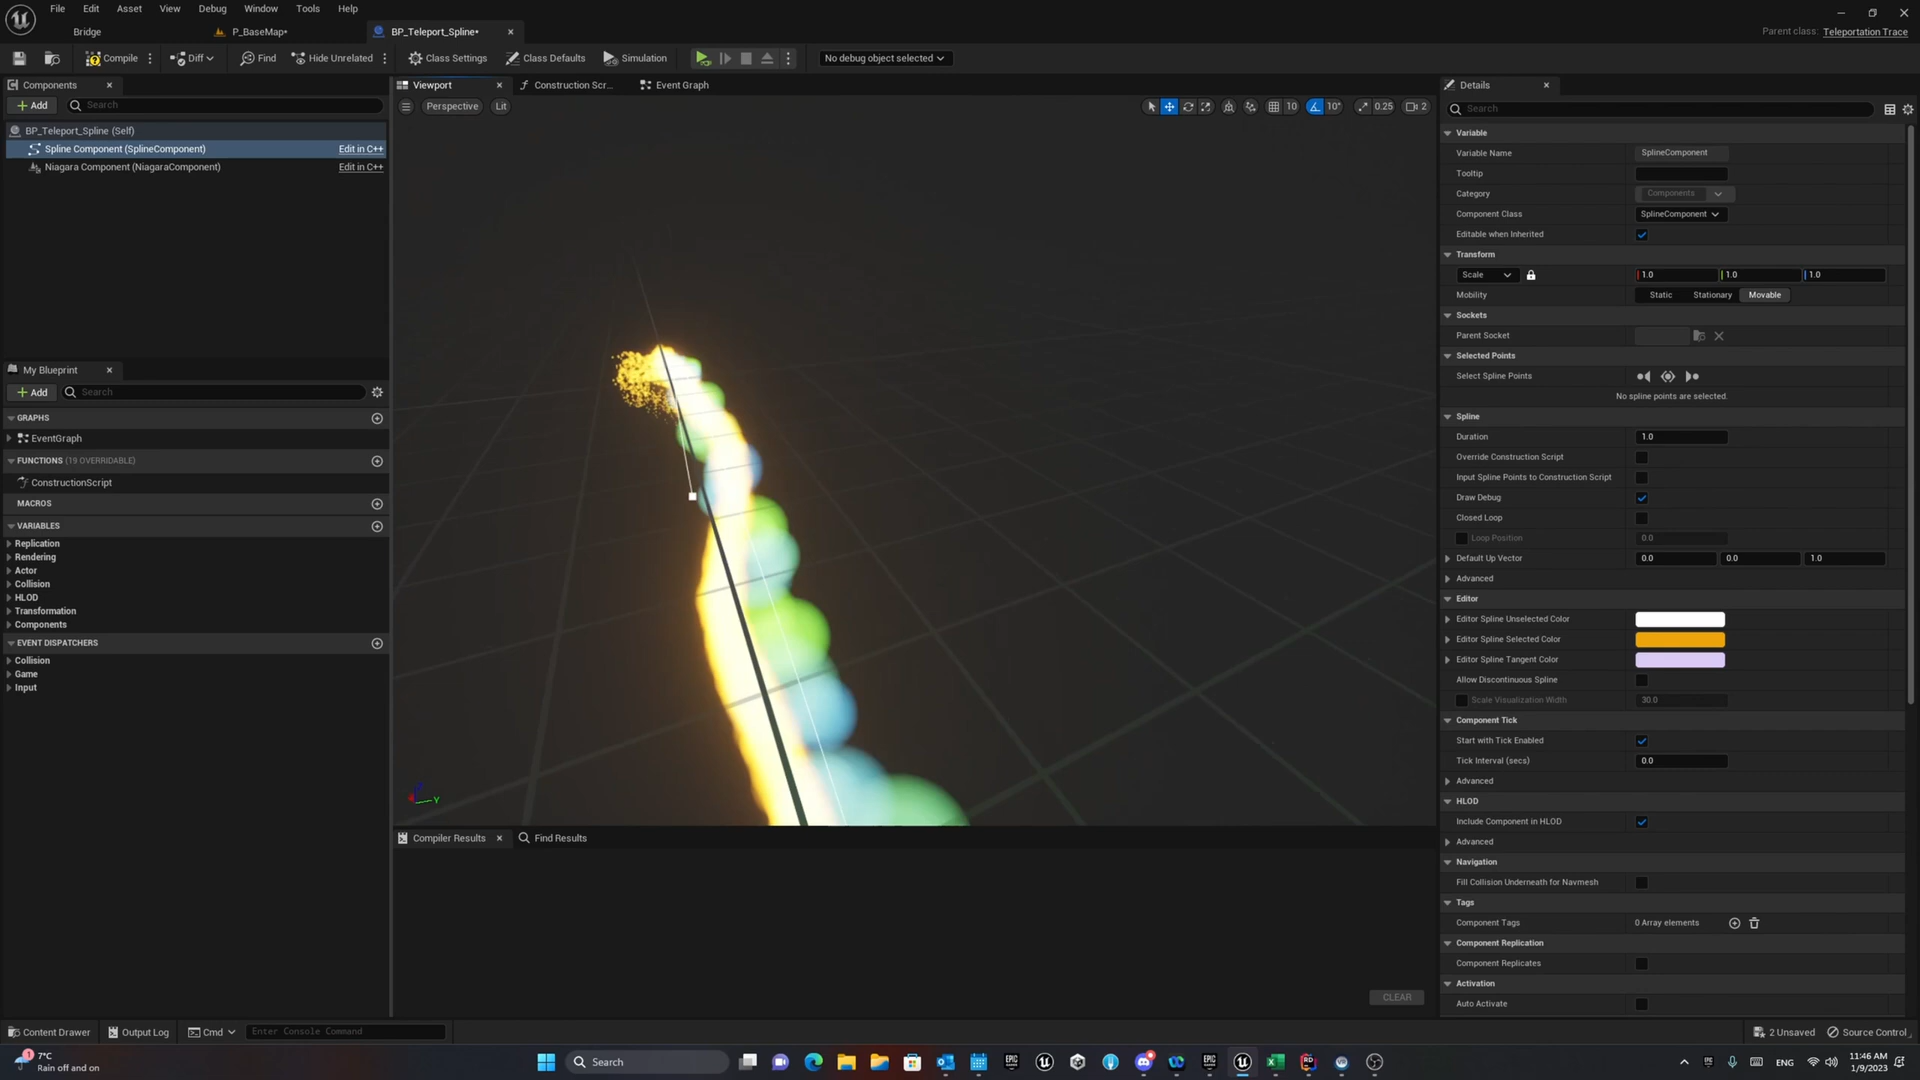 File Edit Asset View Window Debug Tools Help
Bridge P_BaseMap* BP_Teleport_Spline*
Parent class: Teleportation Trace
Compile Diff Find Hide Unrelated Class Settings Class Defaults Simulation No debug object selected
Components
Add Search
BP_Teleport_Spline (Self)
Spline Component (SplineComponent) Edit in C++
Niagara Component (NiagaraComponent) Edit in C++
My Blueprint
Add Search
GRAPHS
EventGraph
FUNCTIONS (19 OVERRIDABLE)
ConstructionScript
MACROS
VARIABLES
Replication
Rendering
Actor
Collision
HLOD
Transformation
Components
EVENT DISPATCHERS
Collision
Game
Input
Viewport Construction Scr... Event Graph
Perspective Lit 10 10° 0.25 2
Y
Compiler Results Find Results
CLEAR
Details
Search
Variable
Variable Name SplineComponent
Tooltip
Category Components
Component Class SplineComponent
Editable when Inherited
Transform
Scale 1.0 1.0 1.0
Mobility Static Stationary Movable
Sockets
Parent Socket
Selected Points
Select Spline Points
No spline points are selected.
Spline
Duration 1.0
Override Construction Script
Input Spline Points to Construction Script
Draw Debug
Closed Loop
Loop Position 0.0
Default Up Vector 0.0 0.0 1.0
Advanced
Editor
Editor Spline Unselected Color
Editor Spline Selected Color
Editor Spline Tangent Color
Allow Discontinuous Spline
Scale Visualization Width 30.0
Component Tick
Start with Tick Enabled
Tick Interval (secs) 0.0
Advanced
HLOD
Include Component in HLOD
Advanced
Navigation
Fill Collision Underneath for Navmesh
Tags
Component Tags 0 Array elements
Component Replication
Component Replicates
Activation
Auto Activate
Content Drawer Output Log Cmd Enter Console Command 2 Unsaved Source Control
1 7°C
Rain off and on
Search
ENG
11:46 AM
1/9/2023